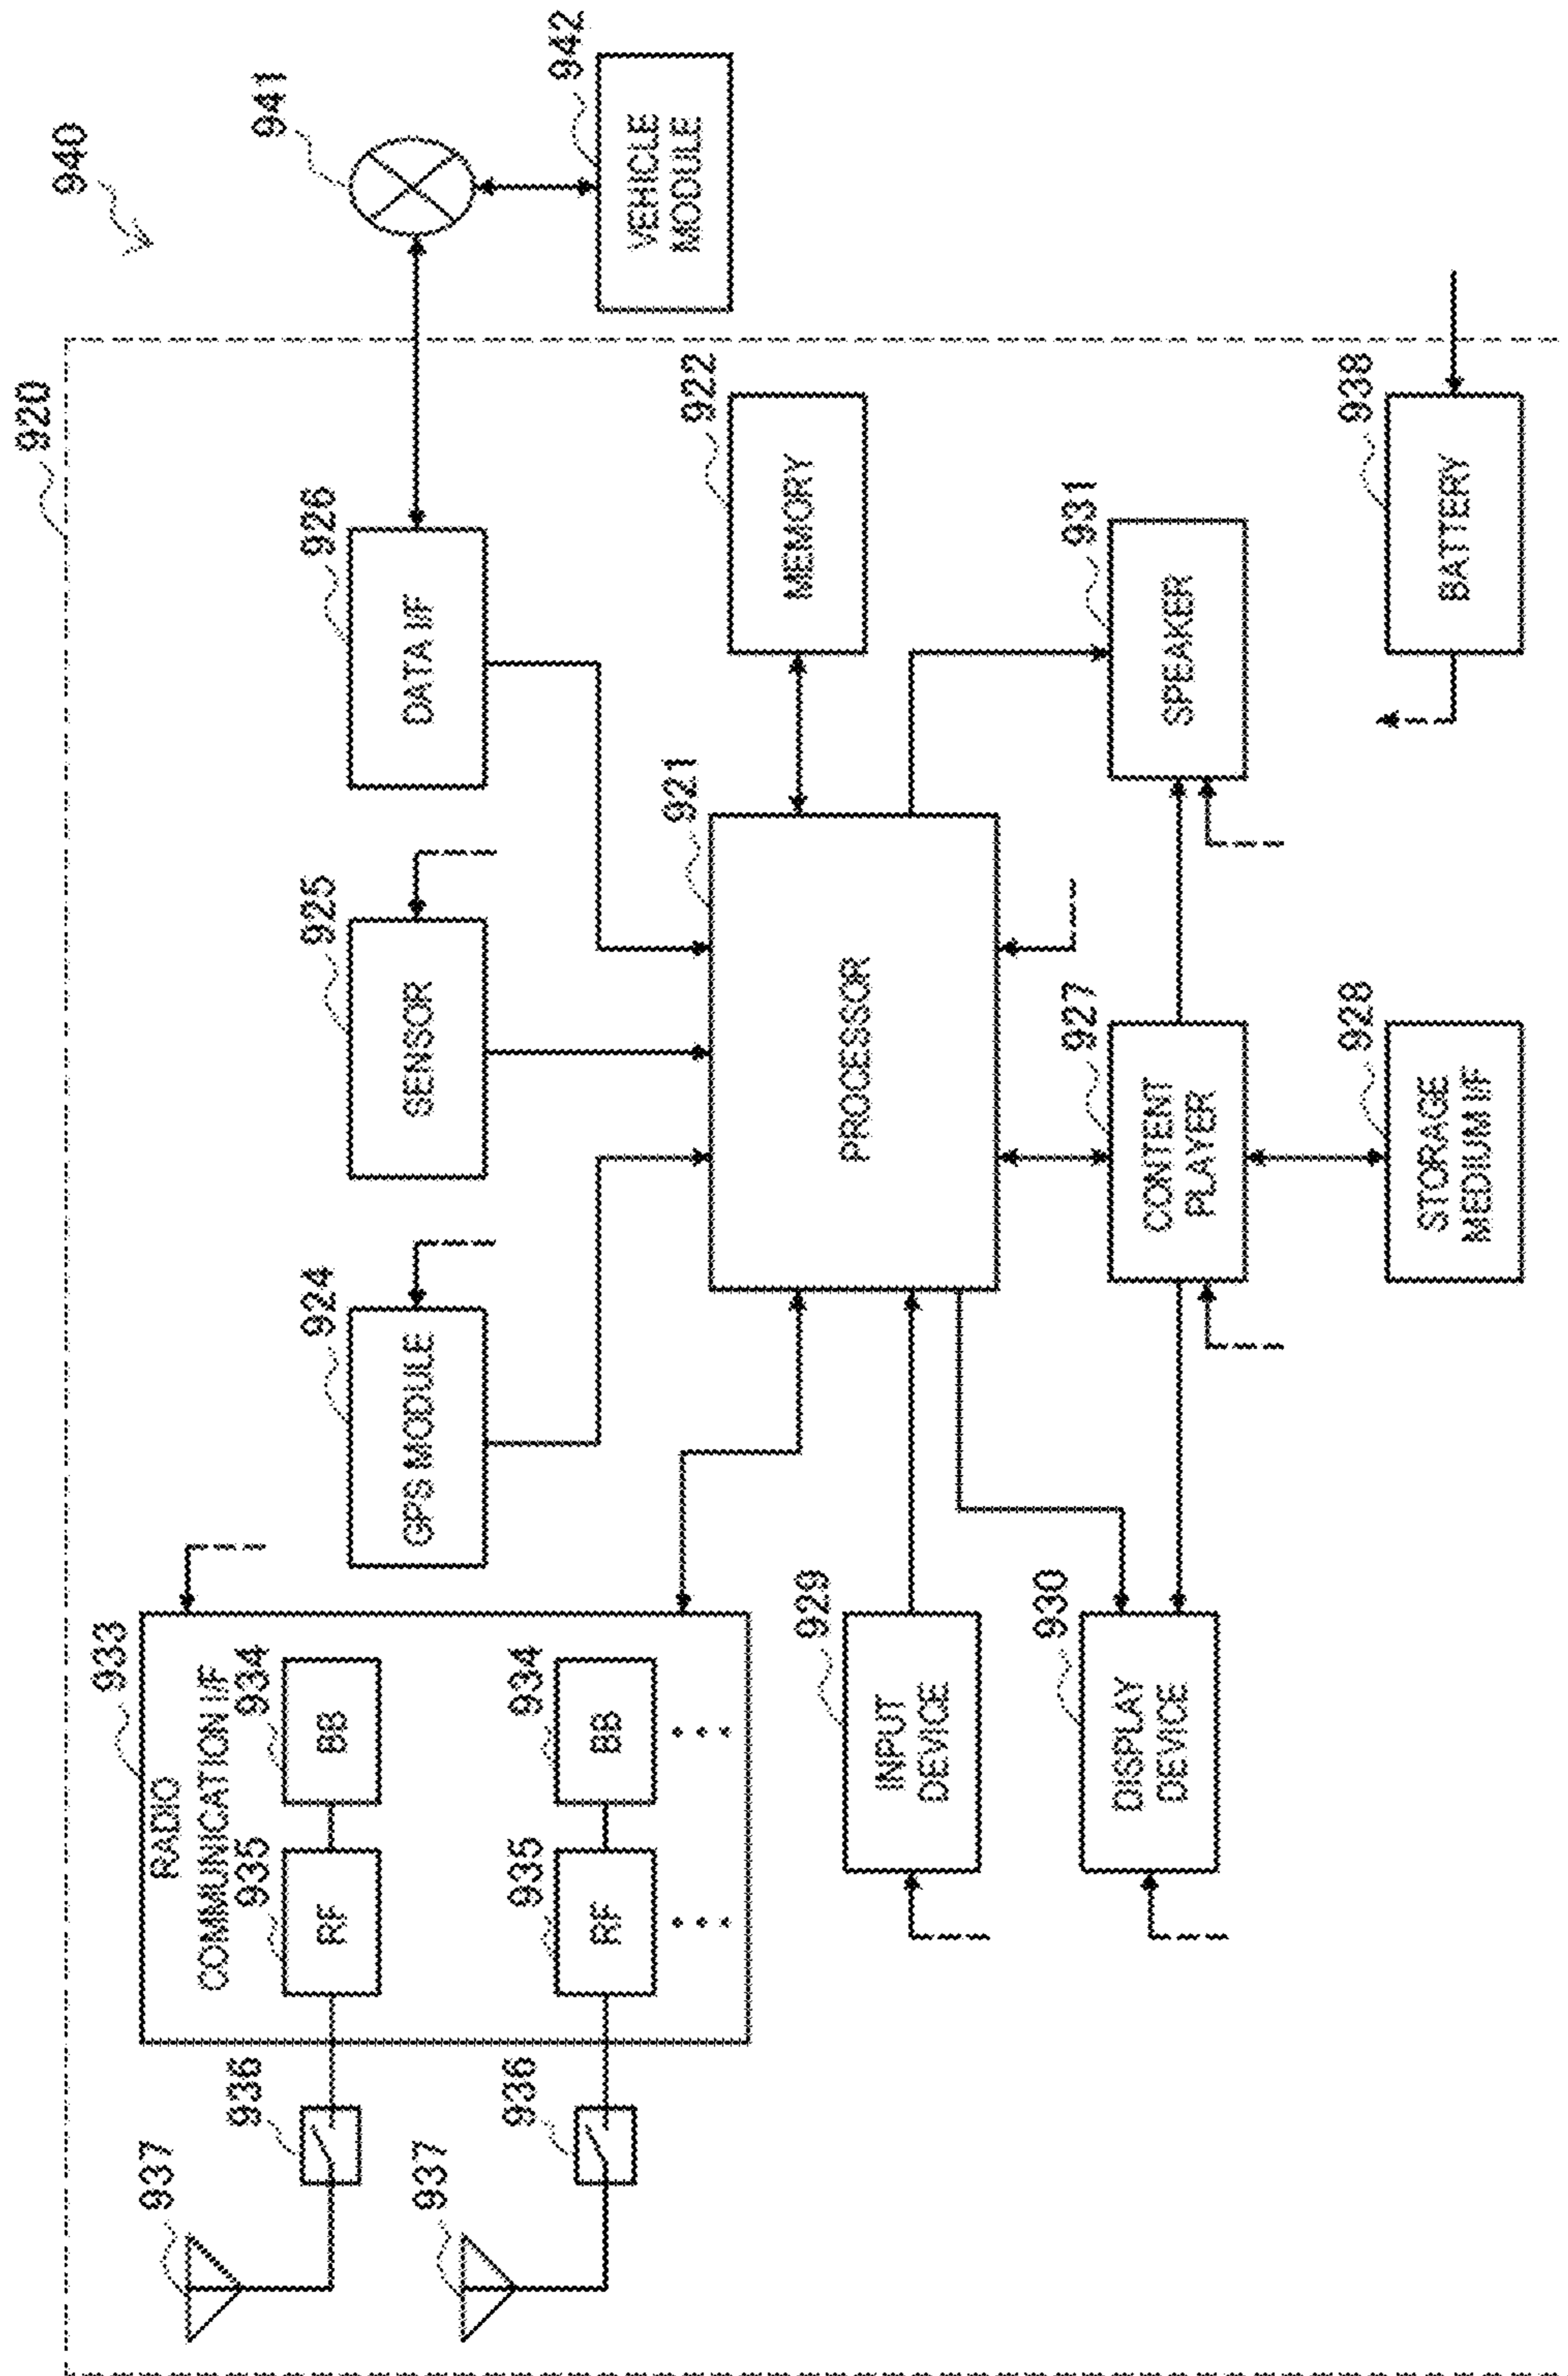 940
920
941
942
VEHICLE
MODULE
937
936
933
RADIO
COMMUNICATION I/F
935
RF
934
BB
924
GPS MODULE
925
SENSOR
926
DATA I/F
937
936
935
RF
934
BB
921
PROCESSOR
922
MEMORY
929
INPUT
DEVICE
930
DISPLAY
DEVICE
927
CONTENT
PLAYER
931
SPEAKER
928
STORAGE
MEDIUM I/F
938
BATTERY